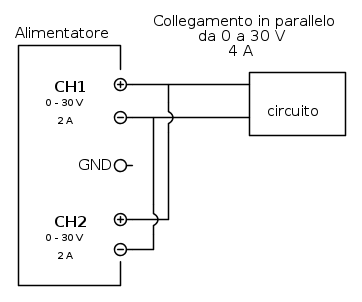 Collegamento in parallelo
da 0 a 30 V
4 A
Alimentatore
CH1
0 - 30 V
2 A
circuito
GND
CH2
0 - 30 V
2 A